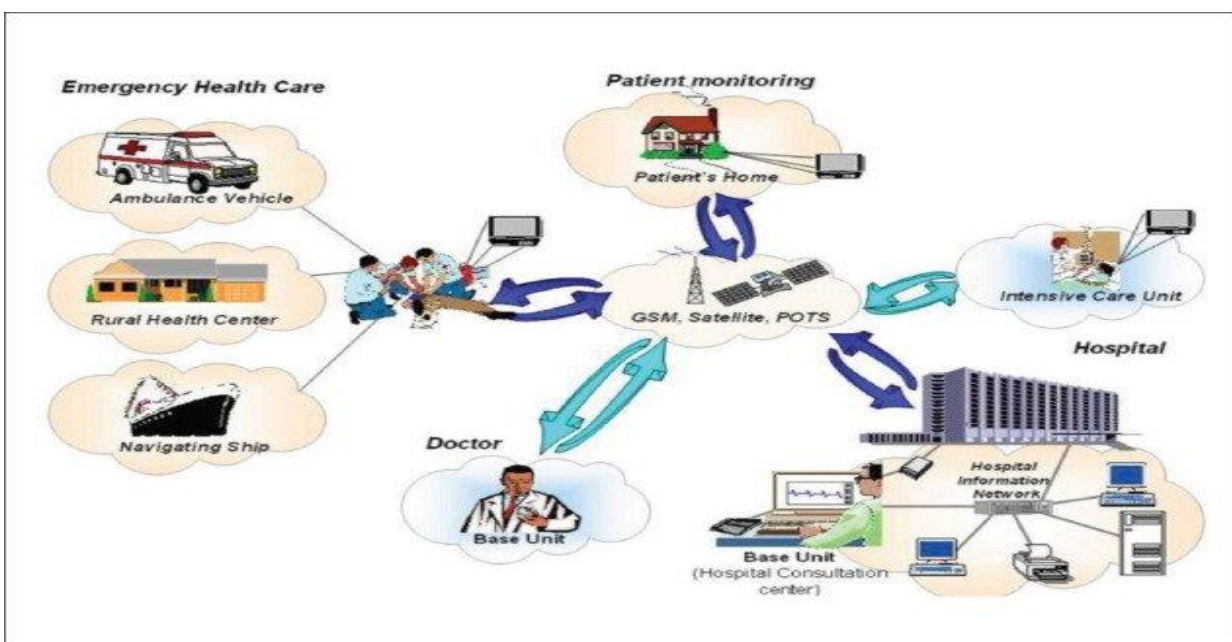 Emergency Health Care
Ambulance Vehicle
Rural Health Center
Navigating Ship
Patient monitoring
Patient's Home
GSM, Satellite, POTS
Intensive Care Unit
Doctor
Base Unit
Hospital
Hospital
Information
Network
Base Unit
(Hospital Consultation
center)